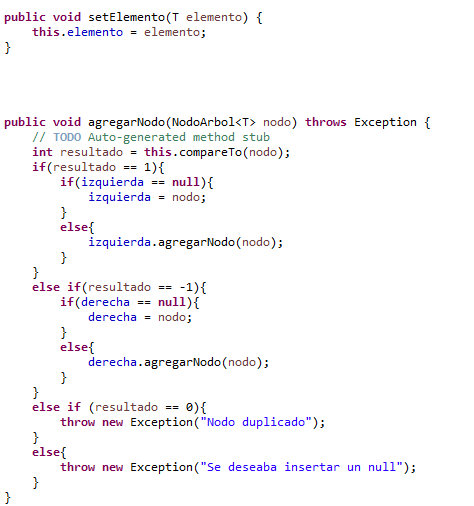 public void setElemento(T elemento) {
    this.elemento = elemento;
}
public void agregarNodo(NodoArbol<T> nodo) throws Exception {
    // TODO Auto-generated method stub
    int resultado = this.compareTo(nodo);
    if(resultado == 1){
        if(izquierda == null){
            izquierda = nodo;
        }
        else{
            izquierda.agregarNodo(nodo);
        }
    }
    else if(resultado == -1){
        if(derecha == null){
            derecha = nodo;
        }
        else{
            derecha.agregarNodo(nodo);
        }
    }
    else if (resultado == 0){
        throw new Exception("Nodo duplicado");
    }
    else{
        throw new Exception("Se deseaba insertar un null");
    }
}